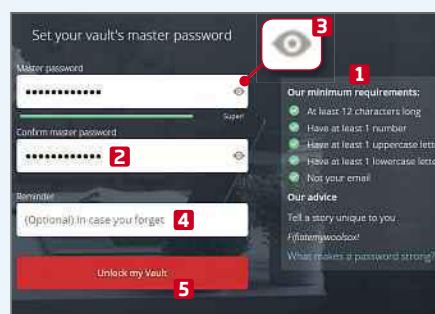 Set your vault's master password
3
Master password
••••••••••••
Super!
Confirm master password
••••••••••••
2
Reminder
(Optional) In case you forget
4
Unlock my Vault
5
1
Our minimum requirements:
At least 12 characters long
Have at least 1 number
Have at least 1 uppercase lette
Have at least 1 lowercase lette
Not your email
Our advice
Tell a story unique to you
Fifiatemywoolsox!
What makes a password strong?